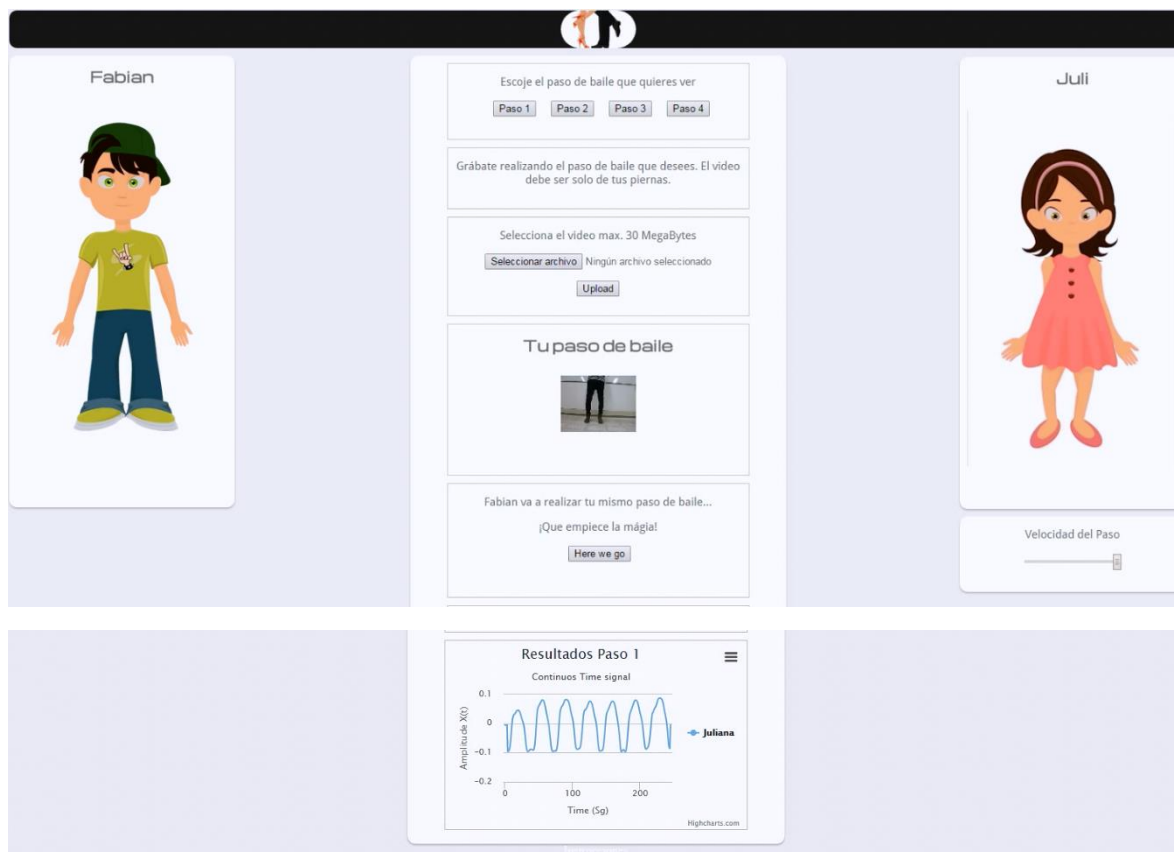 Fabian
Escoje el paso de baile que quieres ver
Paso 1 Paso 2 Paso 3 Paso 4
Grábate realizando el paso de baile que desees. El video
debe ser solo de tus piernas.
Selecciona el video max. 30 MegaBytes
Seleccionar archivo Ningún archivo seleccionado
Upload
Tu paso de baile
Fabian va a realizar tu mismo paso de baile...
¡Que empiece la mágia!
Here we go
Juli
Velocidad del Paso
Resultados Paso 1
Continuos Time signal
Amplitude X(t)
0.1
0
-0.1
-0.2
0 100 200
Time (Sg)
Juliana
Highcharts.com